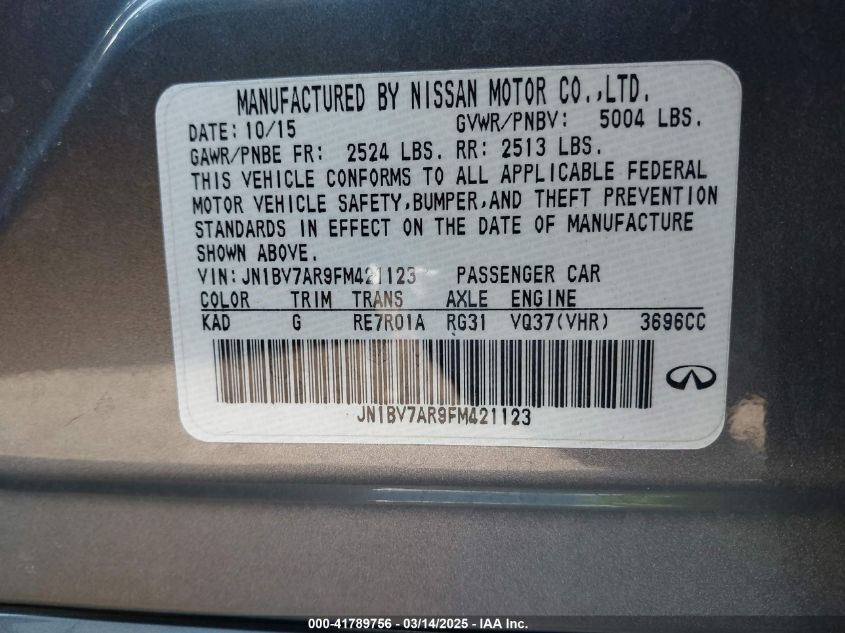 MANUFACTURED BY NISSAN MOTOR CO.,LTD.
DATE: 10/15 GVWR/PNBV: 5004 LBS.
GAWR/PNBE FR: 2524 LBS. RR: 2513 LBS.
THIS VEHICLE CONFORMS TO ALL APPLICABLE FEDERAL
MOTOR VEHICLE SAFETY,BUMPER,AND THEFT PREVENTION
STANDARDS IN EFFECT ON THE DATE OF MANUFACTURE
SHOWN ABOVE.
VIN:JN1BV7AR9FM421123 PASSENGER CAR
COLOR TRIM TRANS AXLE ENGINE
KAD G RE7R01A RG31 VQ37(VHR) 3696CC
JN1BV7AR9FM421123
000-41789756 - 03/14/2025 - IAA Inc.